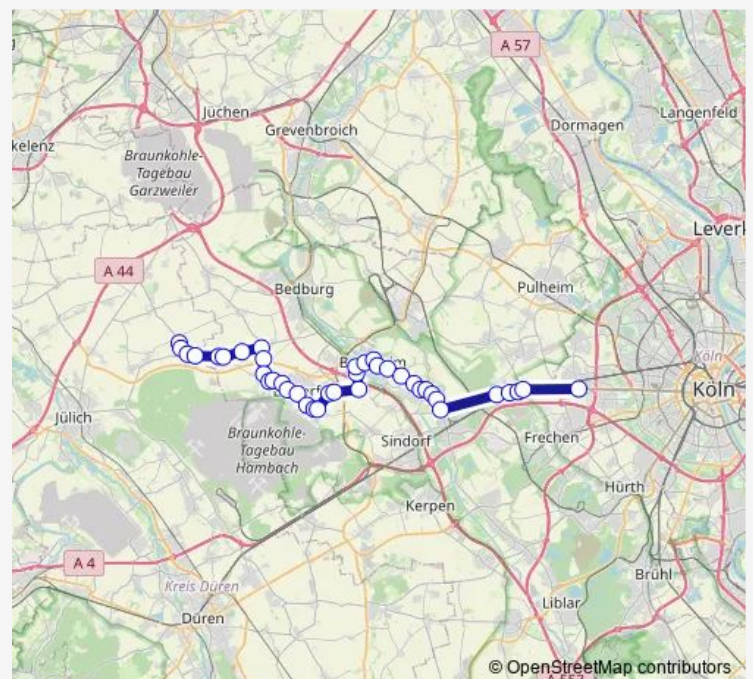 A 57
Jüchen
Grevenbroich
Dormagen
Langenfeld
kelenz
Braunkohle-
Tagebau
Garzweiler
Leverk
A 44
Bedburg
Pulheim
Köln
Köln
Jülich
Braunkohle-
Tagebau
Hambach
Sindorf
Frechen
Hürth
Kerpen
A 4
Kreis Düren
Düren
Brühl
Liblar
© OpenStreetMap contributors